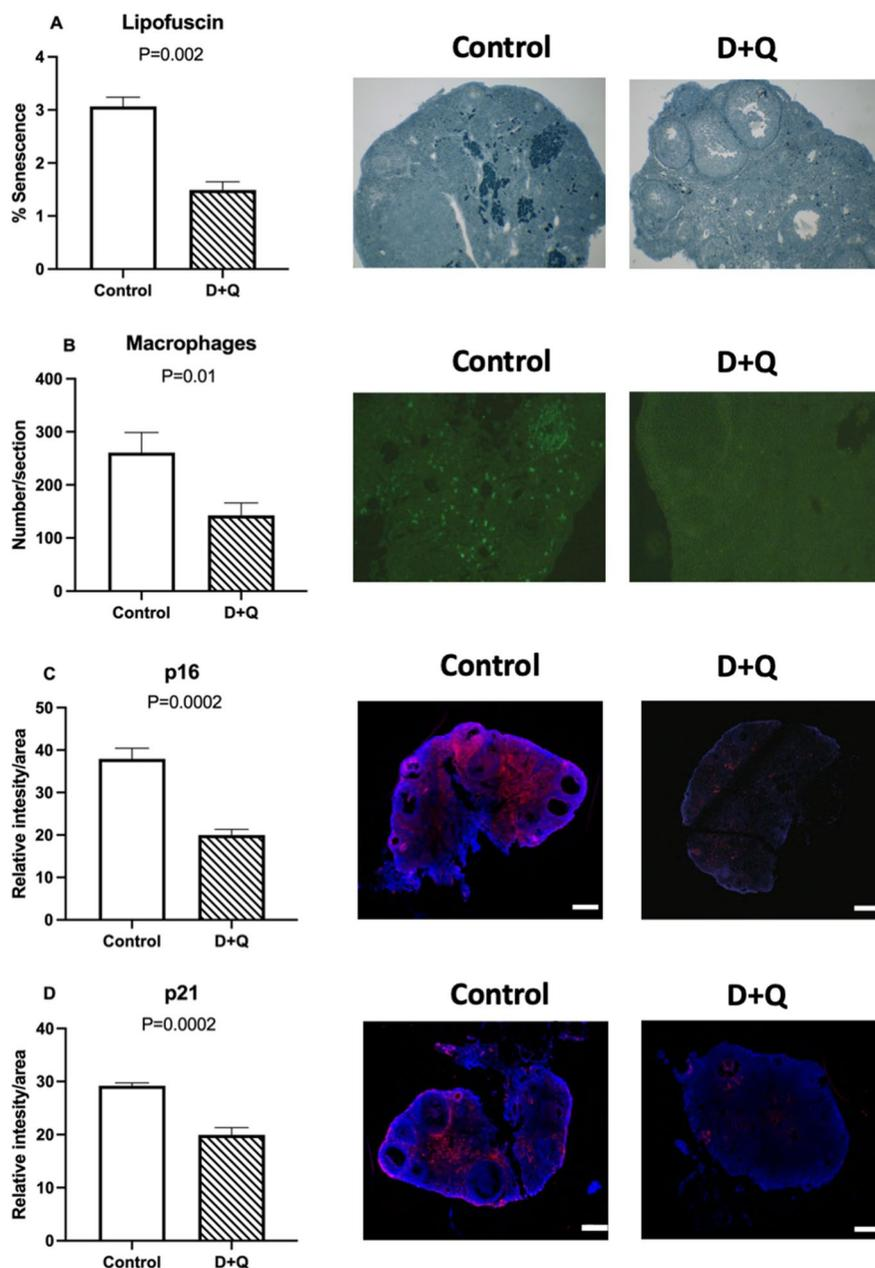 A
Lipofuscin
P=0.002
4
3
2
1
0
% Senescence
Control
D+Q
Control
D+Q
B
Macrophages
P=0.01
400
300
200
100
0
Number/section
Control
D+Q
Control
D+Q
C
p16
P=0.0002
50
40
30
20
10
0
Relative intesity/area
Control
D+Q
Control
D+Q
D
p21
P=0.0002
40
30
20
10
0
Relative intesity/area
Control
D+Q
Control
D+Q